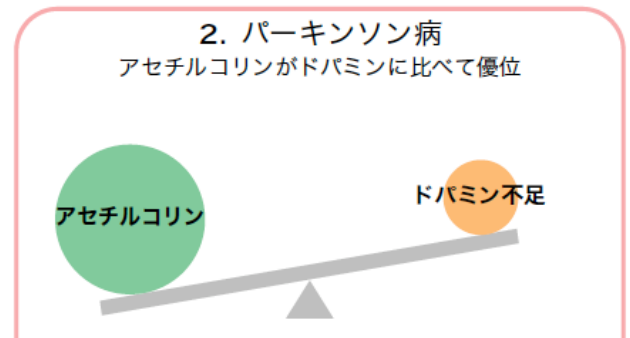 2. パーキンソン病
アセチルコリンがドパミンに比べて優位
ドパミン不足
アセチルコリン